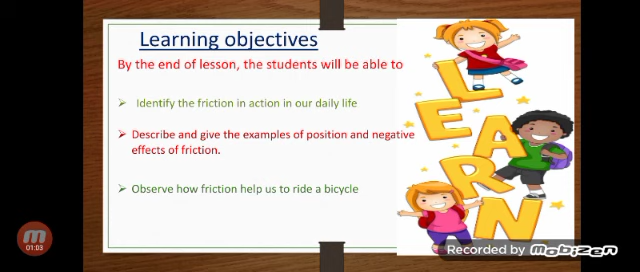 Learning objectives
By the end of lesson, the students will be able to
Identify the friction in action in our daily life
Describe and give the examples of position and negative
effects of friction.
Observe how friction help us to ride a bicycle
LEARN
01:03
Recorded by mobizen